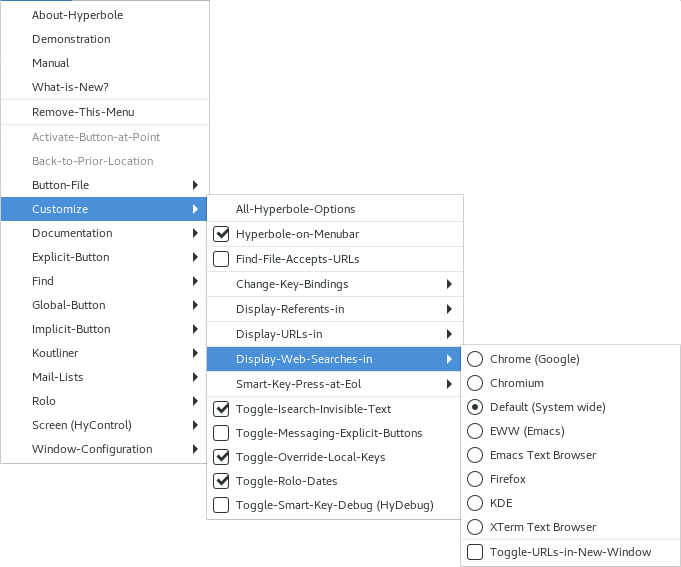 About-Hyperbole
Demonstration
Manual
What-is-New?
Remove-This-Menu
Activate-Button-at-Point
Back-to-Prior-Location
Button-File
Customize
Documentation
Explicit-Button
Find
Global-Button
Implicit-Button
Koutliner
Mail-Lists
Rolo
Screen (HyControl)
Window-Configuration
All-Hyperbole-Options
Hyperbole-on-Menubar
Find-File-Accepts-URLs
Change-Key-Bindings
Display-Referents-in
Display-URLs-in
Display-Web-Searches-in
Smart-Key-Press-at-Eol
Toggle-Isearch-Invisible-Text
Toggle-Messaging-Explicit-Buttons
Toggle-Override-Local-Keys
Toggle-Rolo-Dates
Toggle-Smart-Key-Debug (HyDebug)
Chrome (Google)
Chromium
Default (System wide)
EWW (Emacs)
Emacs Text Browser
Firefox
KDE
XTerm Text Browser
Toggle-URLs-in-New-Window